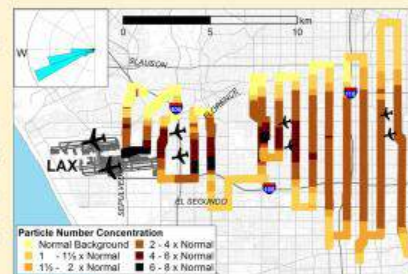 0 5 10
km
W
SLAUSON
FLORENCE
LAX
SEPULVEDA
EL SEGUNDO
Particle Number Concentration
Normal Background
1 - 1½ x Normal
1½ - 2 x Normal
2 - 4 x Normal
4 - 6 x Normal
6 - 8 x Normal